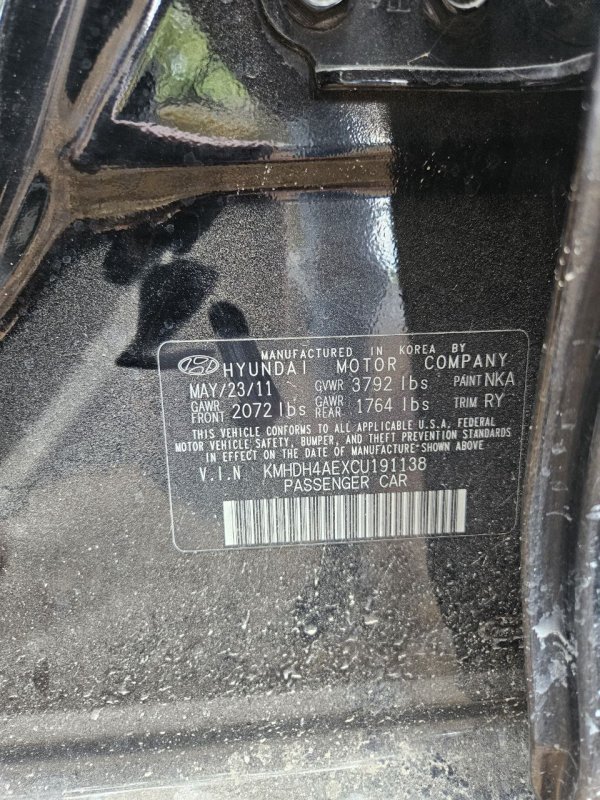 MANUFACTURED IN KOREA BY
HYUNDAI MOTOR COMPANY
MAY/23/11 GVWR 3792 lbs PAINT NKA
GAWR FRONT 2072 lbs GAWR REAR 1764 lbs TRIM RY
THIS VEHICLE CONFORMS TO ALL APPLICABLE U.S.A. FEDERAL
MOTOR VEHICLE SAFETY, BUMPER, AND THEFT PREVENTION STANDARDS
IN EFFECT ON THE DATE OF MANUFACTURE SHOWN ABOVE
V.I.N KMHDH4AEXCU191138
PASSENGER CAR